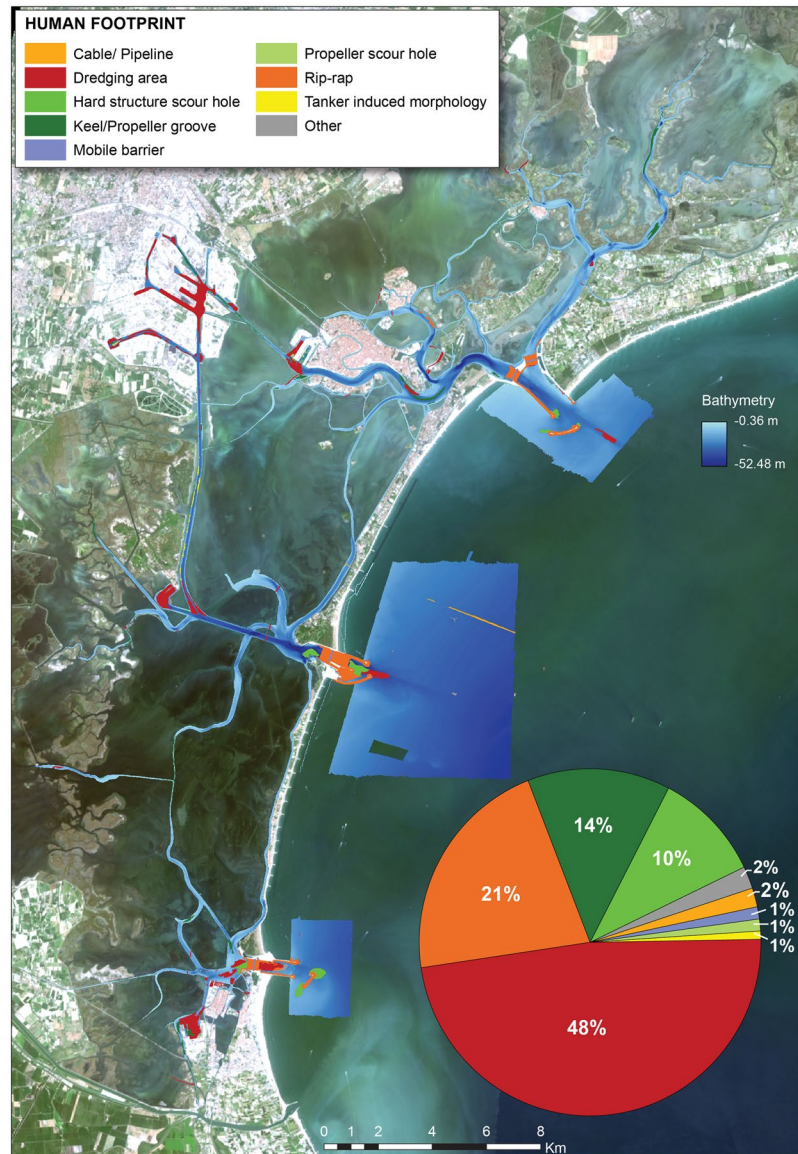 HUMAN FOOTPRINT
Cable/ Pipeline
Dredging area
Hard structure scour hole
Keel/Propeller groove
Mobile barrier
Propeller scour hole
Rip-rap
Tanker induced morphology
Other
Bathymetry
-0.36 m
-52.48 m
14%
10%
21%
2%
2%
1%
1%
1%
48%
0 2 4 6 8
Km